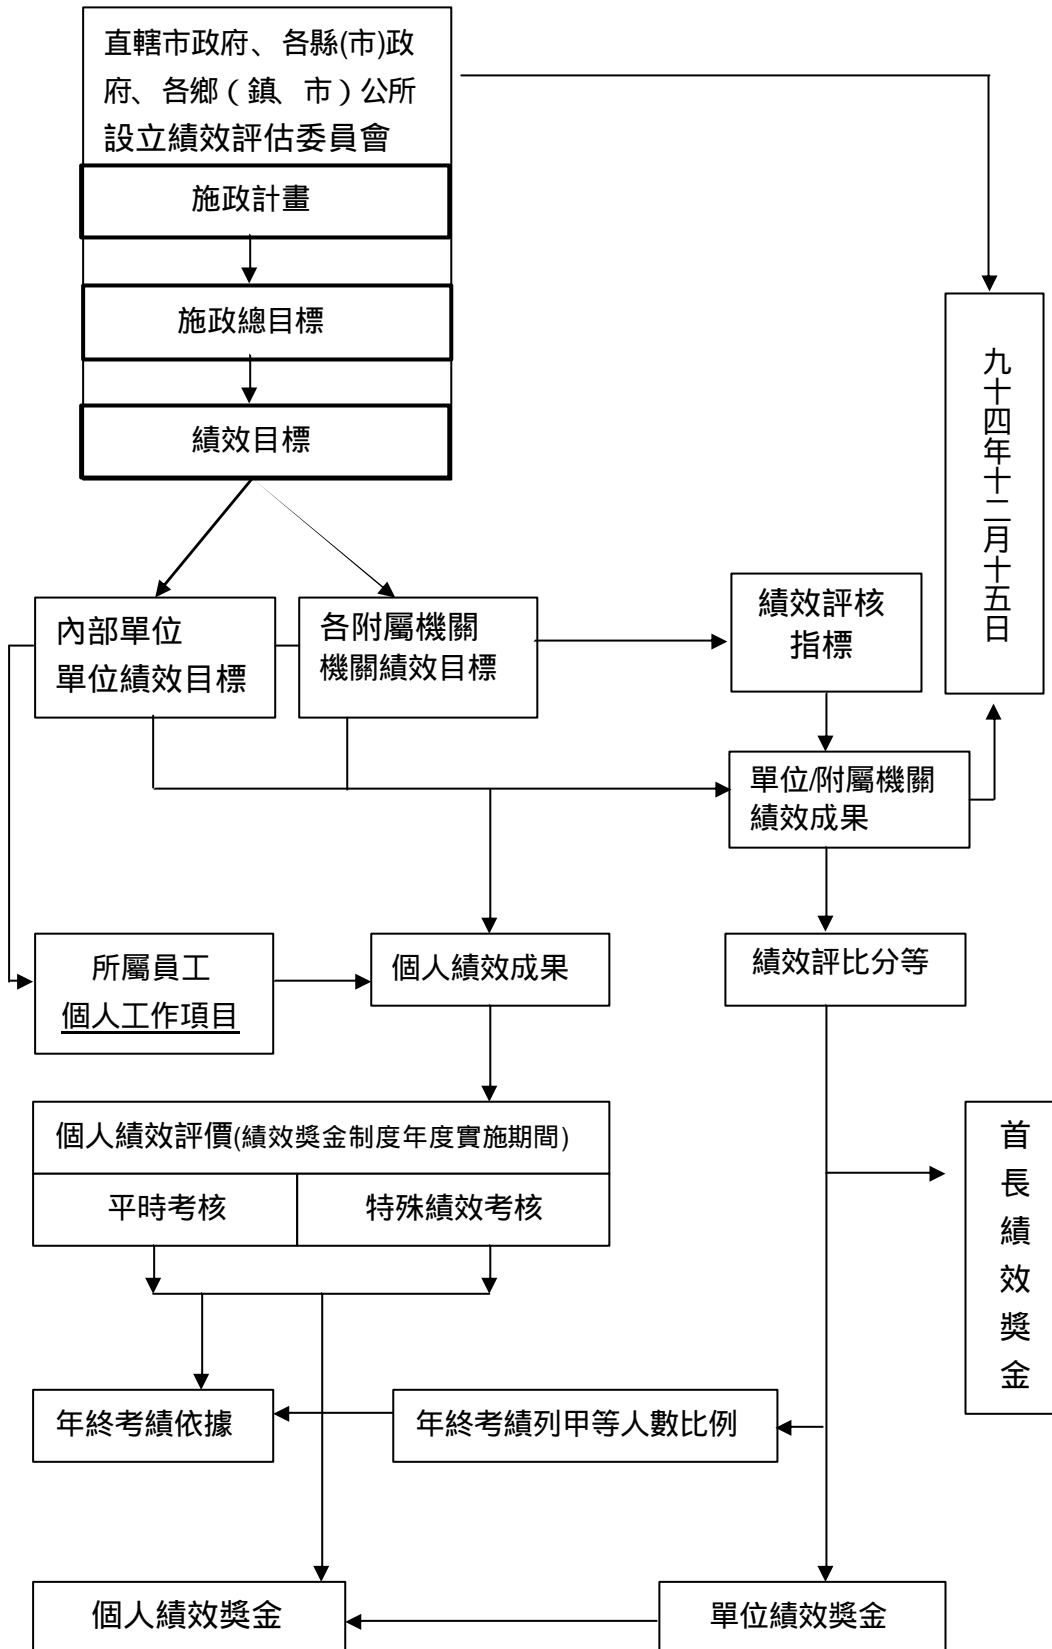 直轄市政府、各縣(市)政
府、各鄉（鎮、市）公所
設立績效評估委員會
施政計畫
施政總目標
績效目標
九十四年十二月十五日
內部單位
單位績效目標
各附屬機關
機關績效目標
績效評核
指標
單位/附屬機關
績效成果
所屬員工
個人工作項目
個人績效成果
績效評比分等
個人績效評價(績效獎金制度年度實施期間)
平時考核
特殊績效考核
首長績效獎金
年終考績依據
年終考績列甲等人數比例
個人績效獎金
單位績效獎金